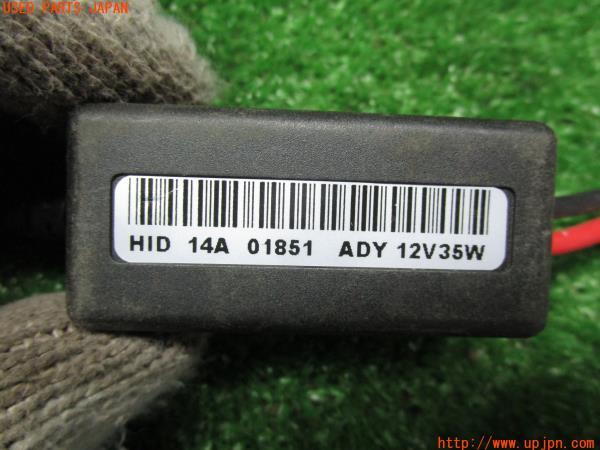 USED PARTS JAPAN
HID 14A 01851 ADY 12V35W
http://www.upjpn.com